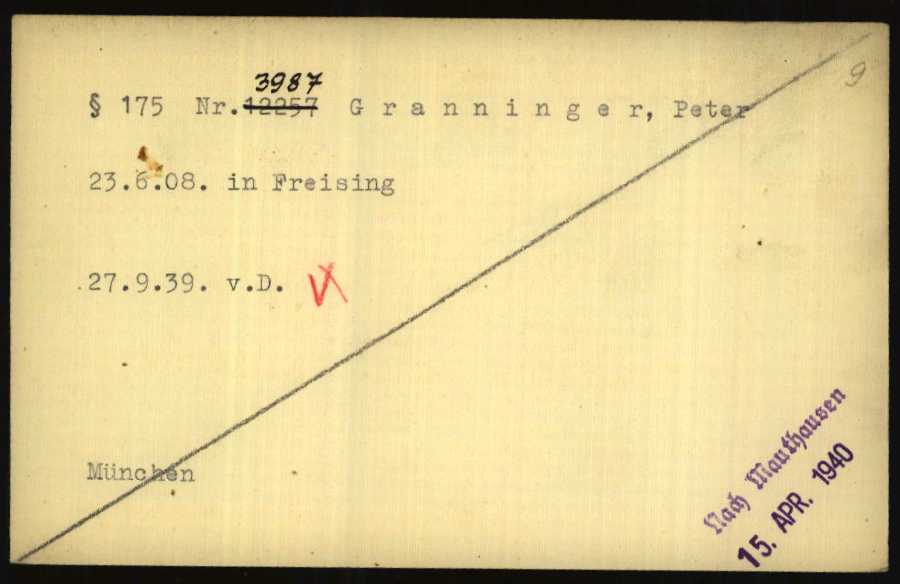 9
3987
§ 175 Nr. 12257 G r a n n i n g e r, Peter
23.6.08. in Freising
27.9.39. v.D.
München
Nach Mauthausen
15. APR. 1940